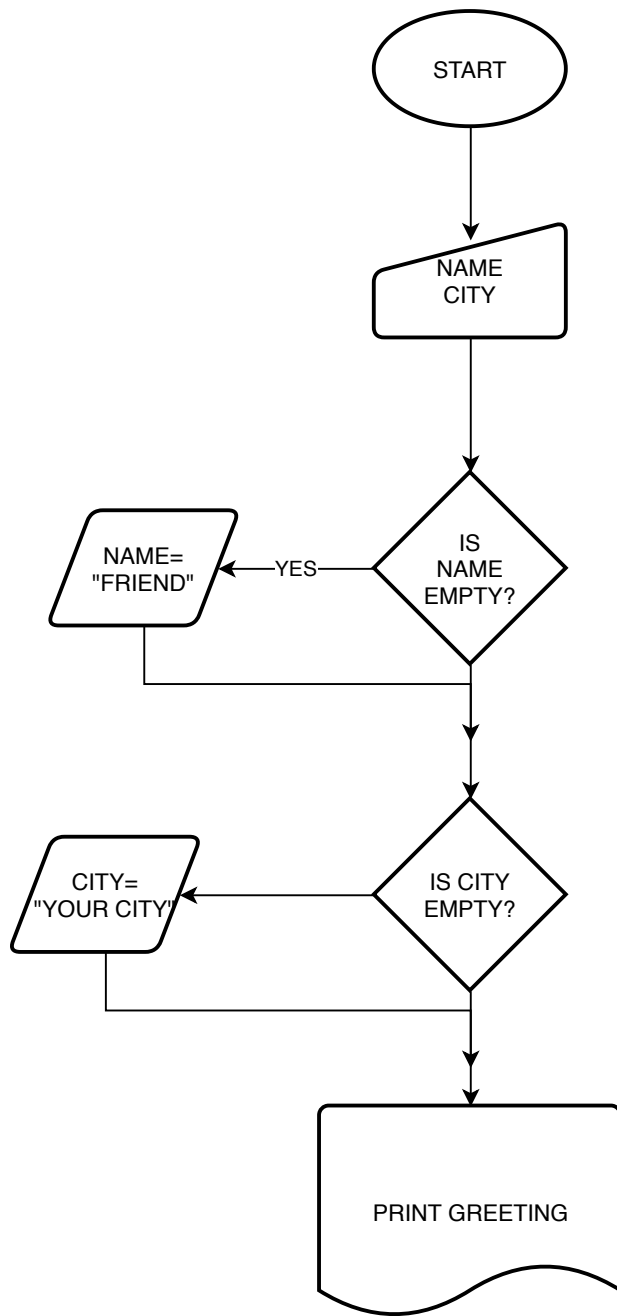 START
NAME
CITY
IS
NAME
EMPTY?
YES
NAME=
"FRIEND"
IS CITY
EMPTY?
CITY=
"YOUR CITY"
PRINT GREETING